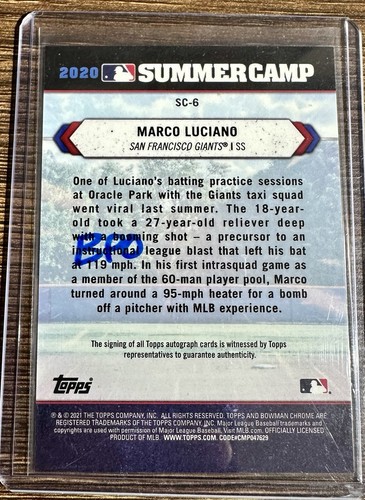 2020 SUMMER CAMP
SC-6
MARCO LUCIANO
SAN FRANCISCO GIANTS® | SS
One of Luciano's batting practice sessions
at Oracle Park with the Giants taxi squad
went viral last summer. The 18-year-
old took a 27-year-old reliever deep
with a booming shot – a precursor to an
instructional league blast that left his bat
at 119 mph. In his first intrasquad game as
a member of the 60-man player pool, Marco
turned around a 95-mph heater for a bomb
off a pitcher with MLB experience.
The signing of all Topps autograph cards is witnessed by Topps
representatives to guarantee authenticity.
topps
® & © 2021 THE TOPPS COMPANY, INC. ALL RIGHTS RESERVED. TOPPS AND BOWMAN CHROME ARE
REGISTERED TRADEMARKS OF THE TOPPS COMPANY, INC. Major League Baseball trademarks and
copyrights are used with permission of Major League Baseball. Visit MLB.com. OFFICIALLY LICENSED
PRODUCT OF MLB. WWW.TOPPS.COM. CODE#CMP047629